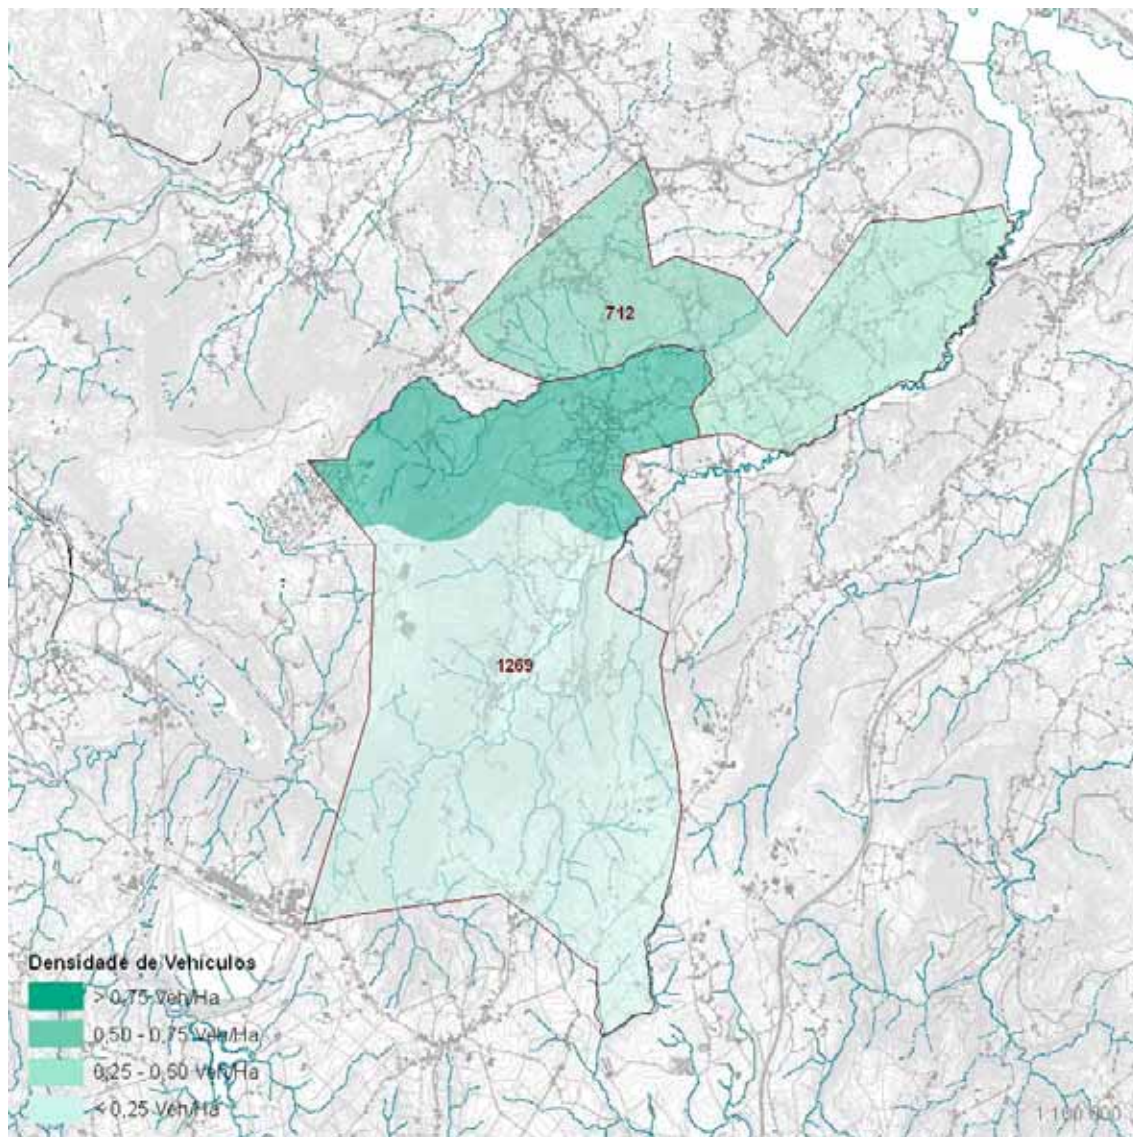 712
1269
Densidade de Vehículos
> 0,75 Veh/Ha
0,50 - 0,75 Veh/Ha
0,25 - 0,50 Veh/Ha
< 0,25 Veh/Ha
1:100.000